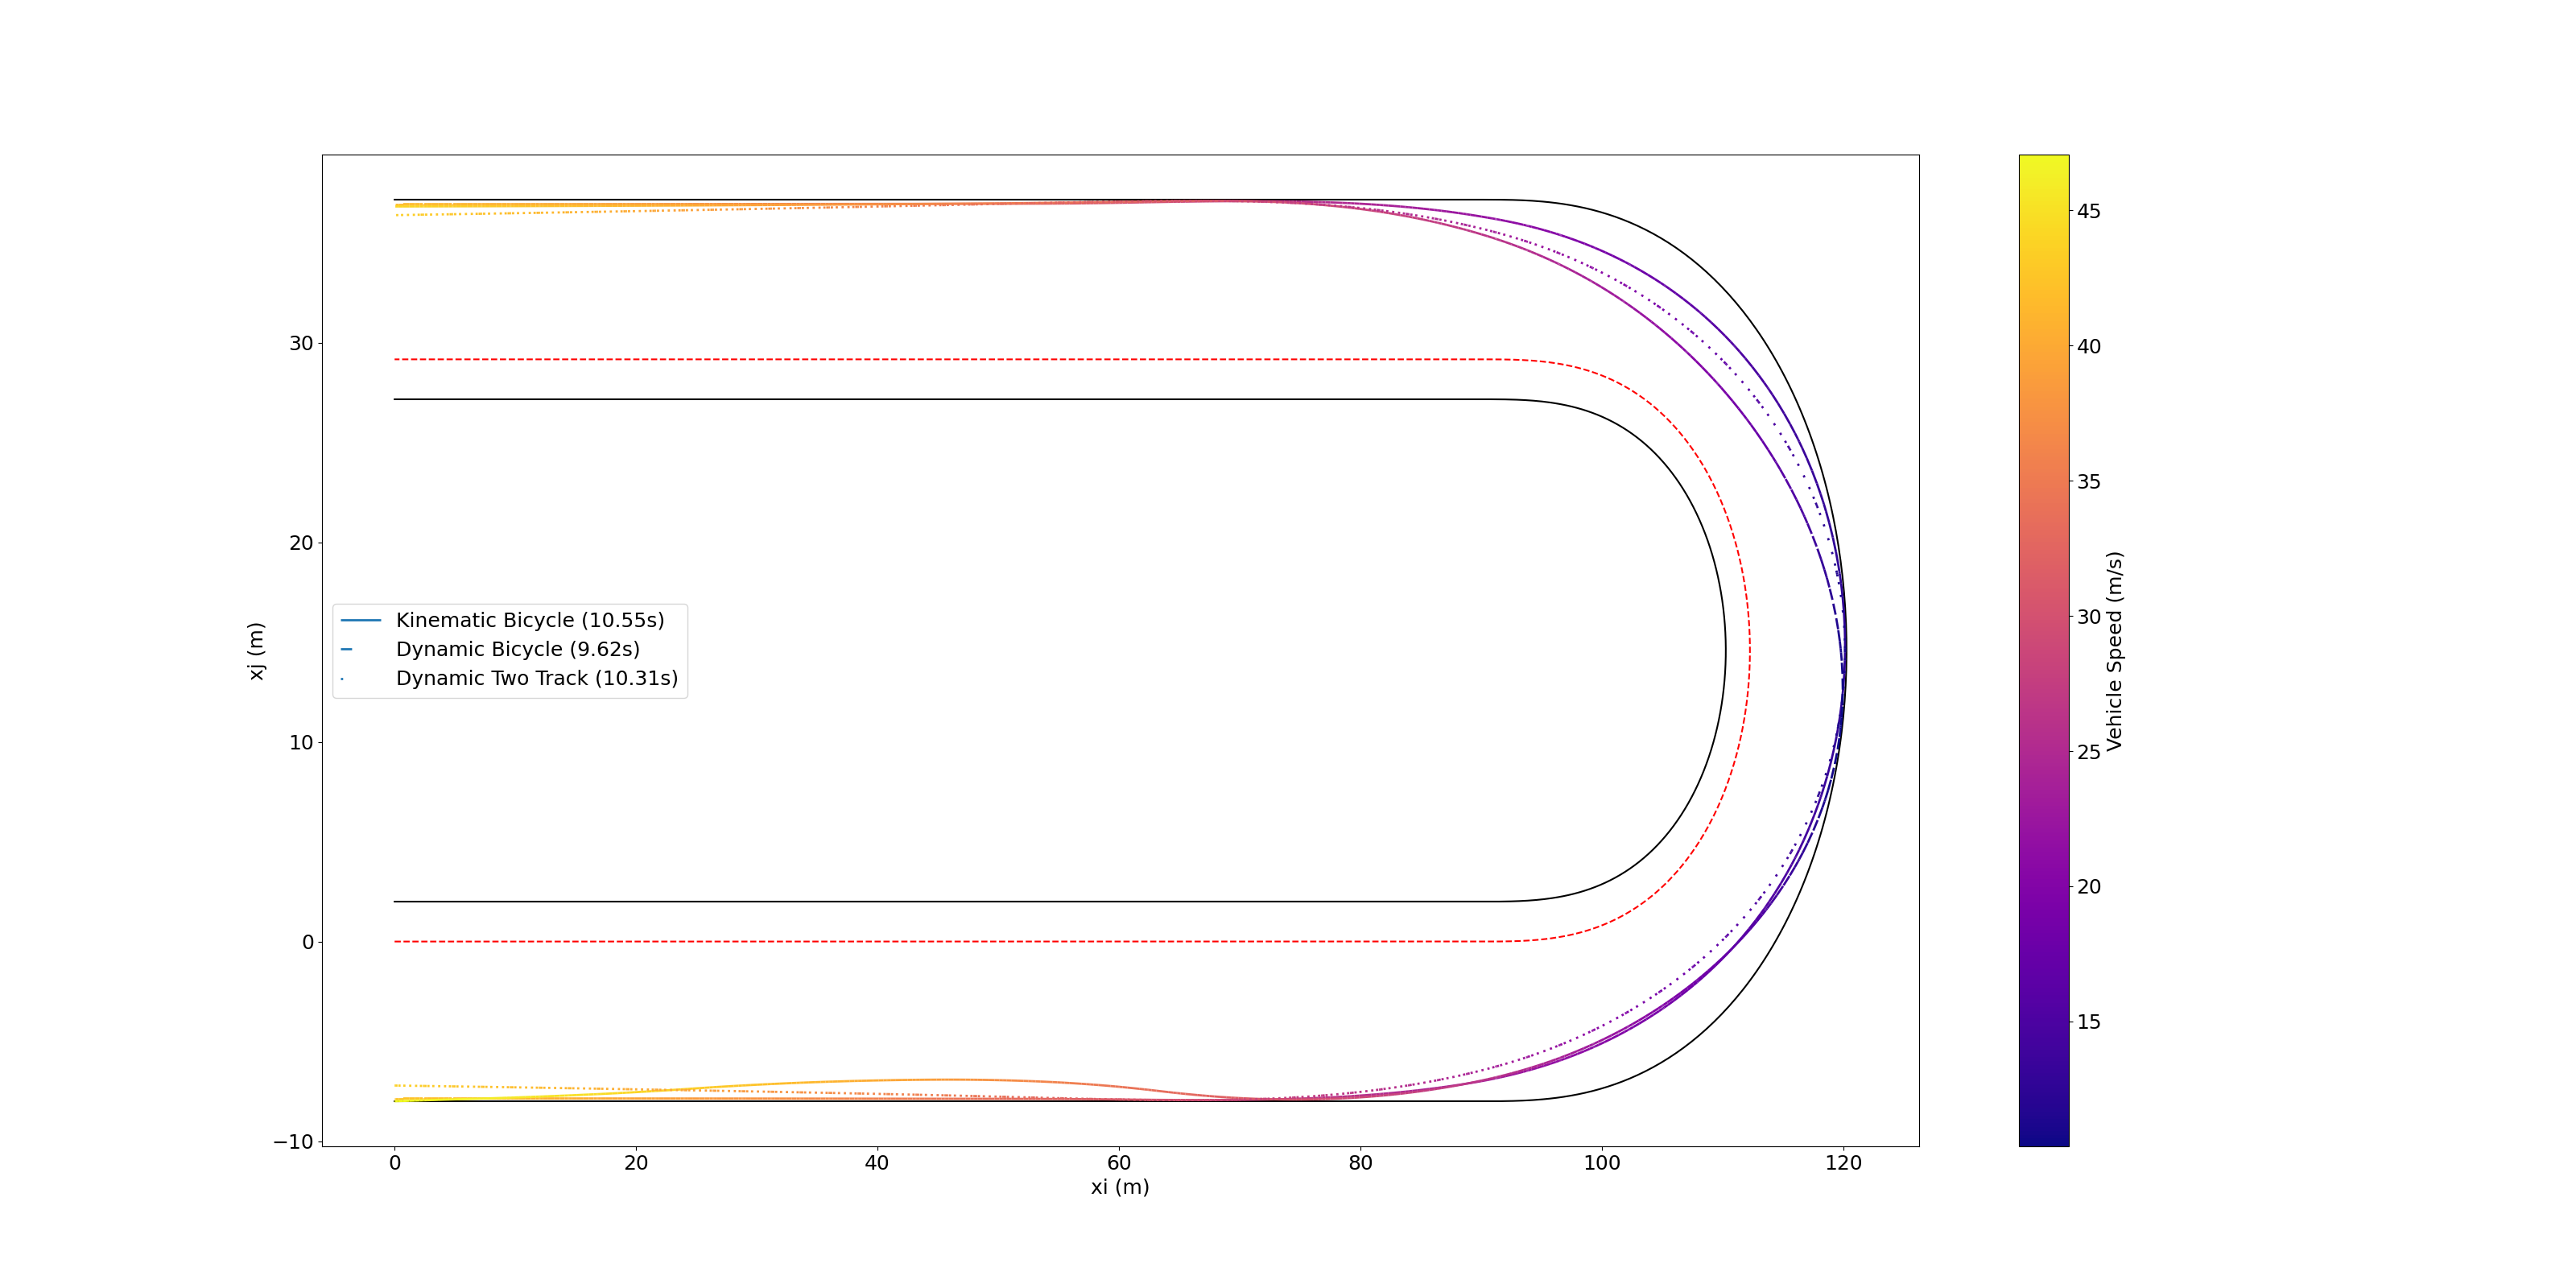 30
20
10
0
−10
xj (m)
Kinematic Bicycle (10.55s)
Dynamic Bicycle (9.62s)
Dynamic Two Track (10.31s)
0 20 40 60 80 100 120
xi (m)
45
40
35
30
25
20
15
Vehicle Speed (m/s)